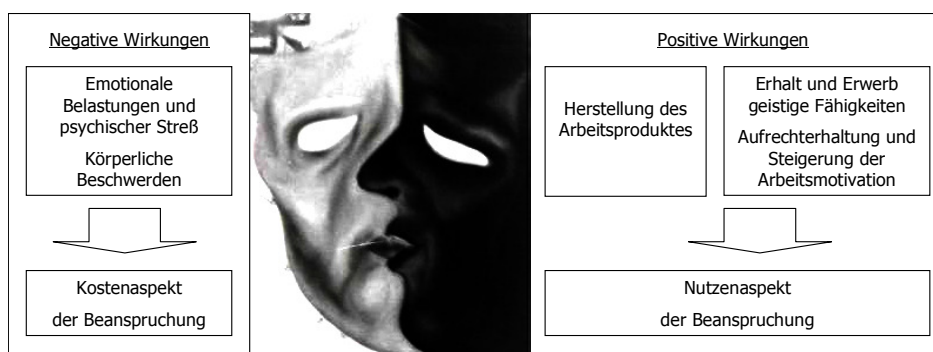 Negative Wirkungen
Emotionale
Belastungen und
psychischer Streß
Körperliche
Beschwerden
Kostenaspekt
der Beanspruchung
Positive Wirkungen
Herstellung des
Arbeitsproduktes
Erhalt und Erwerb
geistige Fähigkeiten
Aufrechterhaltung und
Steigerung der
Arbeitsmotivation
Nutzenaspekt
der Beanspruchung